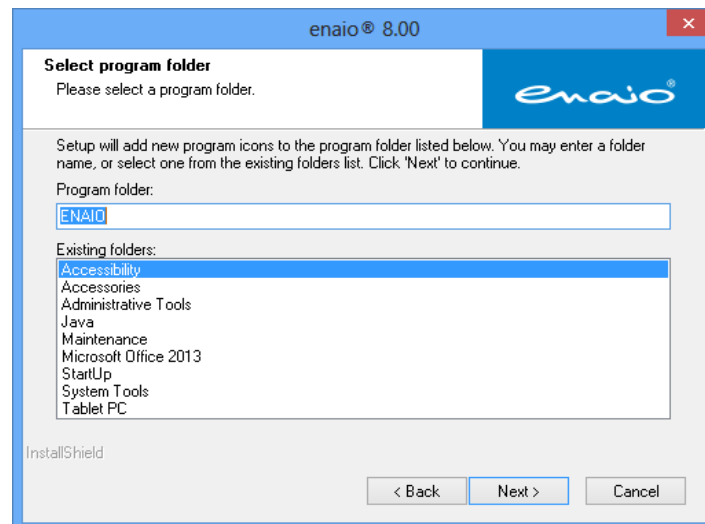 enaio® 8.00
Select program folder
Please select a program folder.
enaio®
Setup will add new program icons to the program folder listed below. You may enter a folder
name, or select one from the existing folders list. Click 'Next' to continue.
Program folder:
ENAIO
Existing folders:
Accessibility
Accessories
Administrative Tools
Java
Maintenance
Microsoft Office 2013
StartUp
System Tools
Tablet PC
InstallShield
< Back
Next >
Cancel